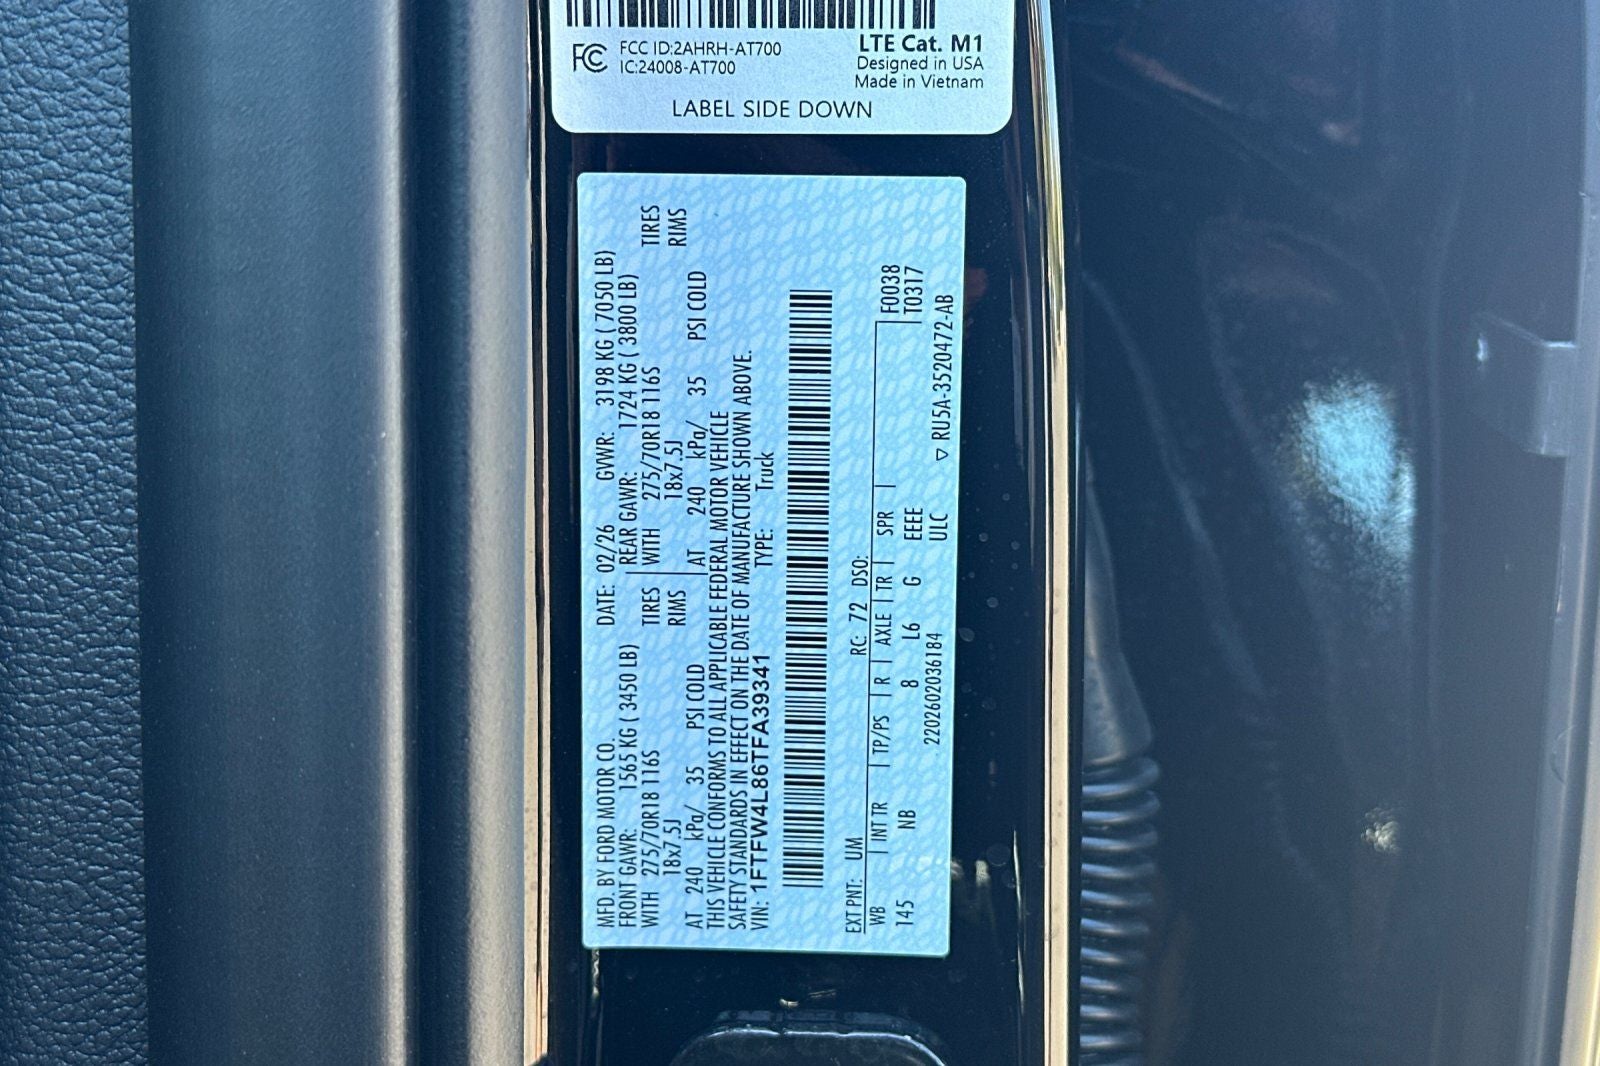 FCC ID:2AHRH-AT700
IC:24008-AT700
LTE Cat. M1
Designed in USA
Made in Vietnam
LABEL SIDE DOWN
MFD. BY FORD MOTOR CO. DATE: 02/26 GVWR: 3198 KG ( 7050 LB)
FRONT GAWR: 1565 KG ( 3450 LB) REAR GAWR: 1724 KG ( 3800 LB)
WITH 275/70R18 116S TIRES WITH 275/70R18 116S TIRES
18x7.5J RIMS 18x7.5J RIMS
AT 240 kPa/ 35 PSI COLD AT 240 kPa/ 35 PSI COLD
THIS VEHICLE CONFORMS TO ALL APPLICABLE FEDERAL MOTOR VEHICLE
SAFETY STANDARDS IN EFFECT ON THE DATE OF MANUFACTURE SHOWN ABOVE.
VIN: 1FTFW4L86TFA39341 TYPE: Truck
EXT PNT: UM RC: 72 DSO:
WB INT TR TP/PS R AXLE TR SPR F0038
145 NB 8 L6 G EEE T0317
220260203618​4 ULC ▽ RU5A-3520472-AB